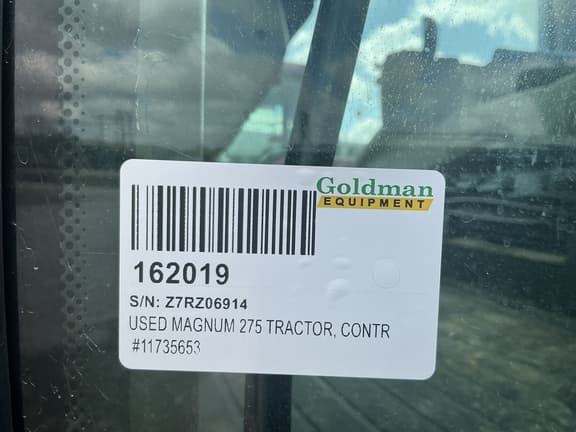 Goldman
EQUIPMENT
162019
S/N: Z7RZ06914
USED MAGNUM 275 TRACTOR, CONTR
#11735653